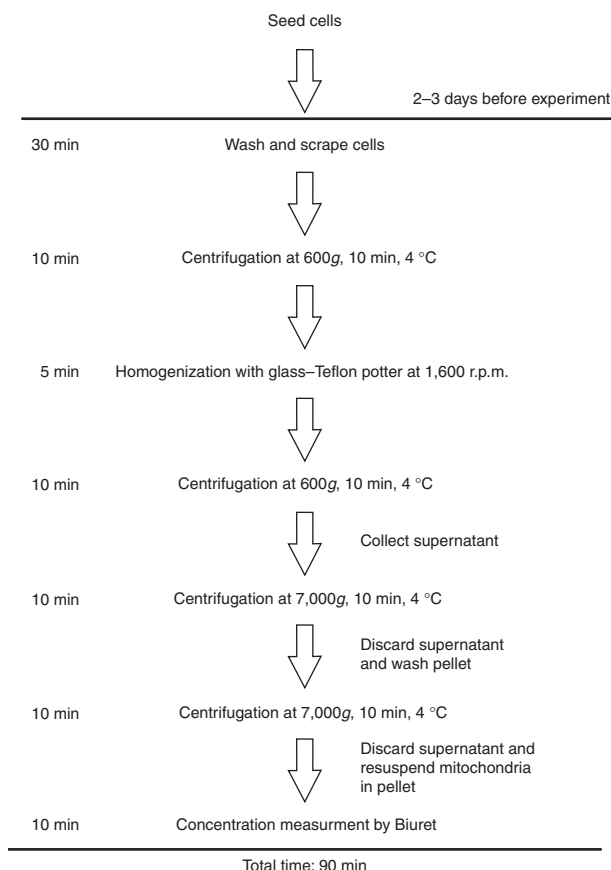 Seed cells
2–3 days before experiment
30 min Wash and scrape cells
10 min Centrifugation at 600g, 10 min, 4 °C
5 min Homogenization with glass–Teflon potter at 1,600 r.p.m.
10 min Centrifugation at 600g, 10 min, 4 °C
Collect supernatant
10 min Centrifugation at 7,000g, 10 min, 4 °C
Discard supernatant
and wash pellet
10 min Centrifugation at 7,000g, 10 min, 4 °C
Discard supernatant and
resuspend mitochondria
in pellet
10 min Concentration measurment by Biuret
Total time: 90 min